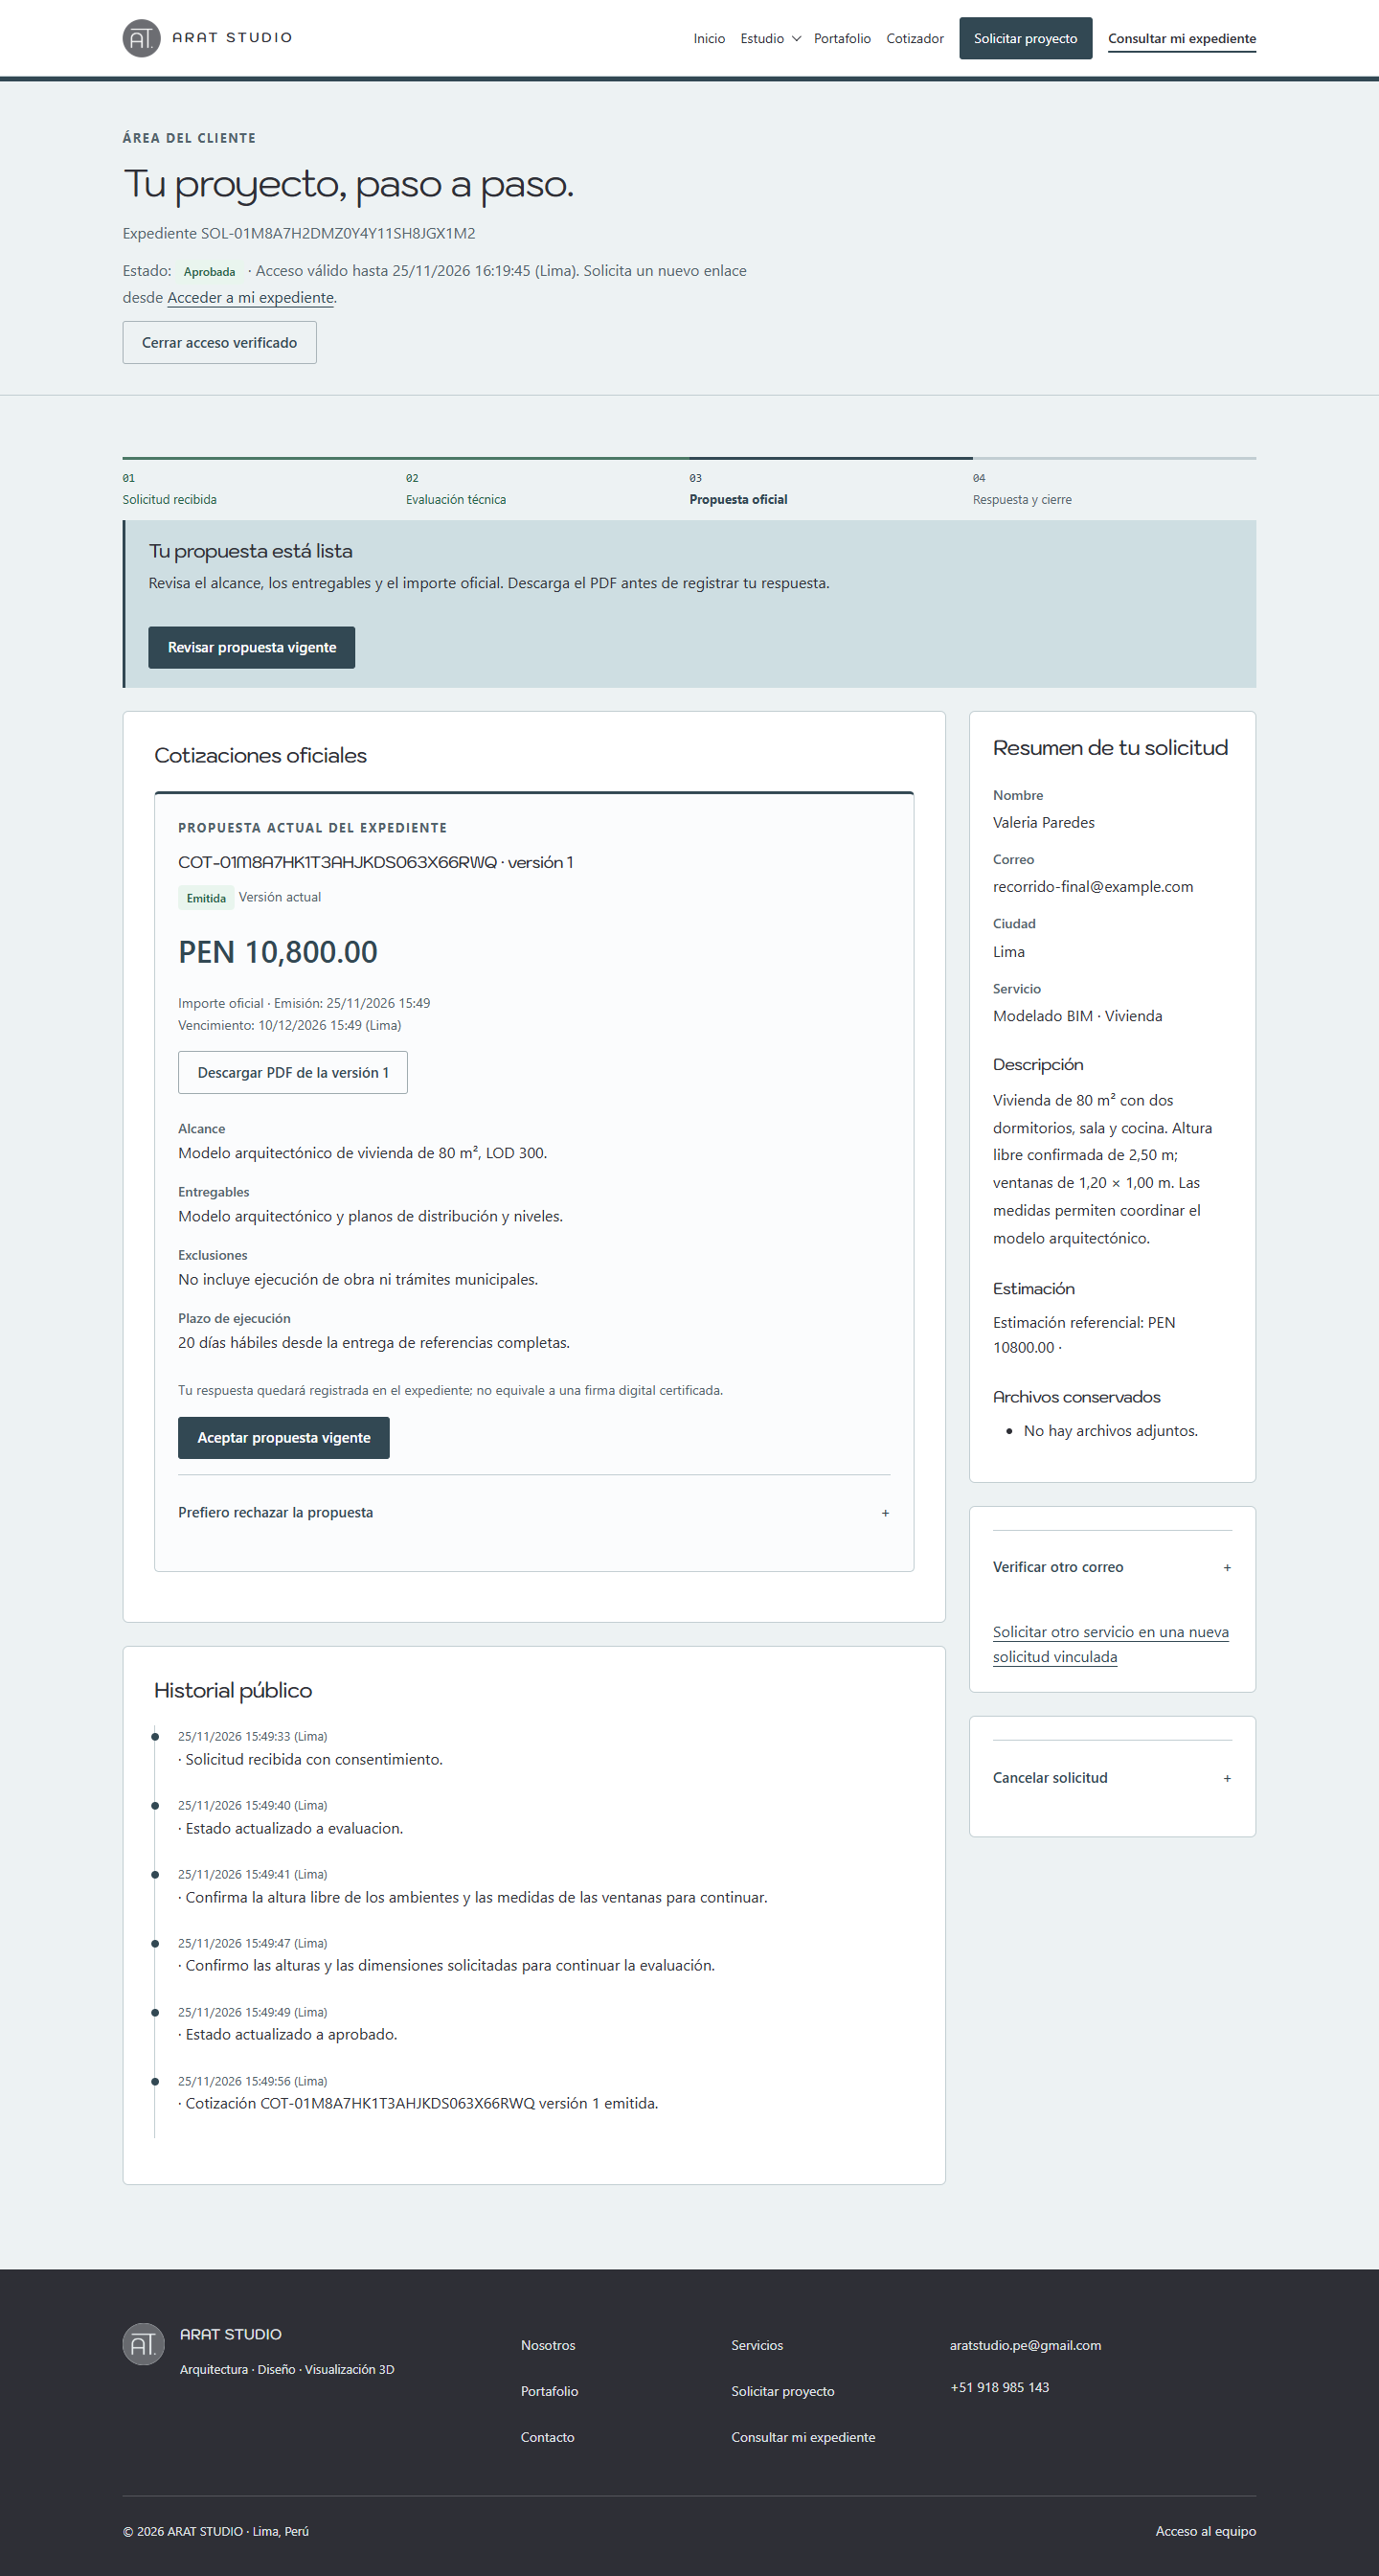 AT.
ARAT STUDIO
Inicio
Estudio
Portafolio
Cotizador
Solicitar proyecto
Consultar mi expediente
ÁREA DEL CLIENTE
Tu proyecto, paso a paso.
Expediente SOL-01M8A7H2DMZ0Y4Y11SH8JGX1M2
Estado: Aprobada · Acceso válido hasta 25/11/2026 16:19:45 (Lima). Solicita un nuevo enlace
desde Acceder a mi expediente.
Cerrar acceso verificado
01
Solicitud recibida
02
Evaluación técnica
03
Propuesta oficial
04
Respuesta y cierre
Tu propuesta está lista
Revisa el alcance, los entregables y el importe oficial. Descarga el PDF antes de registrar tu respuesta.
Revisar propuesta vigente
Cotizaciones oficiales
PROPUESTA ACTUAL DEL EXPEDIENTE
COT-01M8A7HK1T3AHJKDS063X66RWQ · versión 1
Emitida Versión actual
PEN 10,800.00
Importe oficial · Emisión: 25/11/2026 15:49
Vencimiento: 10/12/2026 15:49 (Lima)
Descargar PDF de la versión 1
Alcance
Modelo arquitectónico de vivienda de 80 m², LOD 300.
Entregables
Modelo arquitectónico y planos de distribución y niveles.
Exclusiones
No incluye ejecución de obra ni trámites municipales.
Plazo de ejecución
20 días hábiles desde la entrega de referencias completas.
Tu respuesta quedará registrada en el expediente; no equivale a una firma digital certificada.
Aceptar propuesta vigente
Prefiero rechazar la propuesta +
Historial público
25/11/2026 15:49:33 (Lima)
· Solicitud recibida con consentimiento.
25/11/2026 15:49:40 (Lima)
· Estado actualizado a evaluacion.
25/11/2026 15:49:41 (Lima)
· Confirma la altura libre de los ambientes y las medidas de las ventanas para continuar.
25/11/2026 15:49:47 (Lima)
· Confirmo las alturas y las dimensiones solicitadas para continuar la evaluación.
25/11/2026 15:49:49 (Lima)
· Estado actualizado a aprobado.
25/11/2026 15:49:56 (Lima)
· Cotización COT-01M8A7HK1T3AHJKDS063X66RWQ versión 1 emitida.
Resumen de tu solicitud
Nombre
Valeria Paredes
Correo
recorrido-final@example.com
Ciudad
Lima
Servicio
Modelado BIM · Vivienda
Descripción
Vivienda de 80 m² con dos
dormitorios, sala y cocina. Altura
libre confirmada de 2,50 m;
ventanas de 1,20 × 1,00 m. Las
medidas permiten coordinar el
modelo arquitectónico.
Estimación
Estimación referencial: PEN
10800.00 ·
Archivos conservados
• No hay archivos adjuntos.
Verificar otro correo +
Solicitar otro servicio en una nueva
solicitud vinculada
Cancelar solicitud +
AT.
ARAT STUDIO
Arquitectura · Diseño · Visualización 3D
Nosotros
Portafolio
Contacto
Servicios
Solicitar proyecto
Consultar mi expediente
aratstudio.pe@gmail.com
+51 918 985 143
© 2026 ARAT STUDIO · Lima, Perú
Acceso al equipo